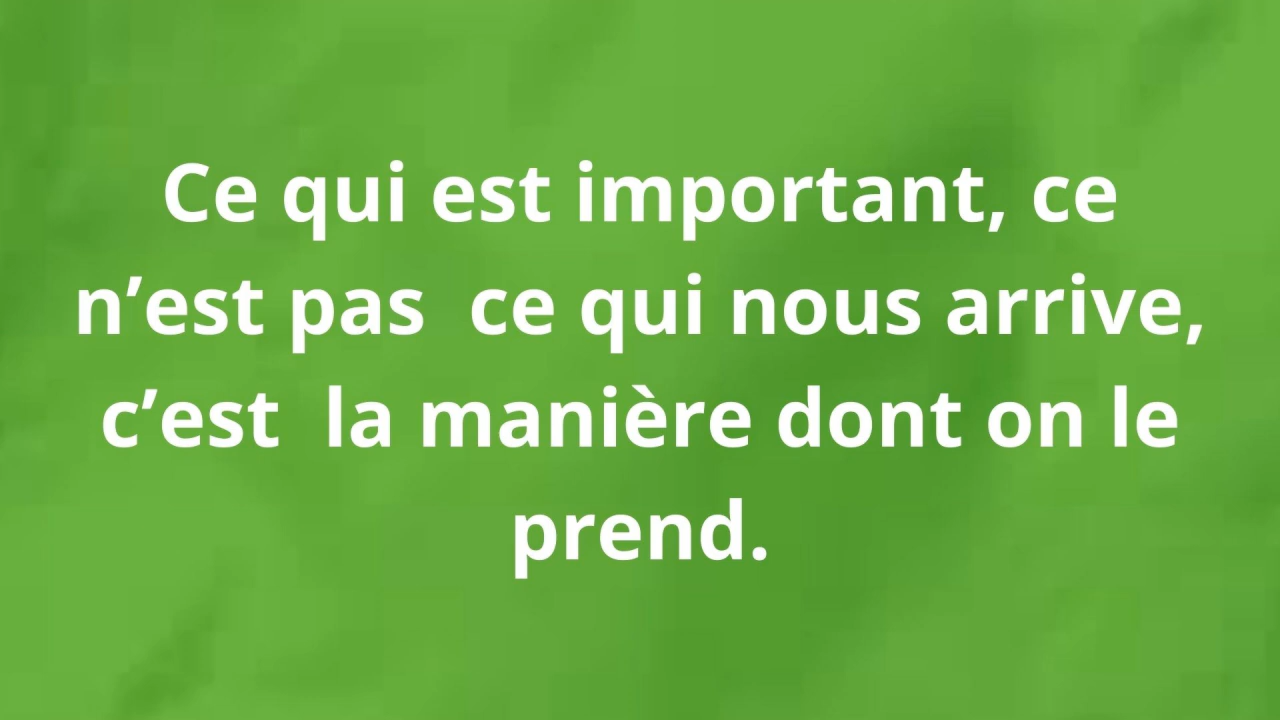 Ce qui est important, ce
n’est pas  ce qui nous arrive,
c’est  la manière dont on le
prend.